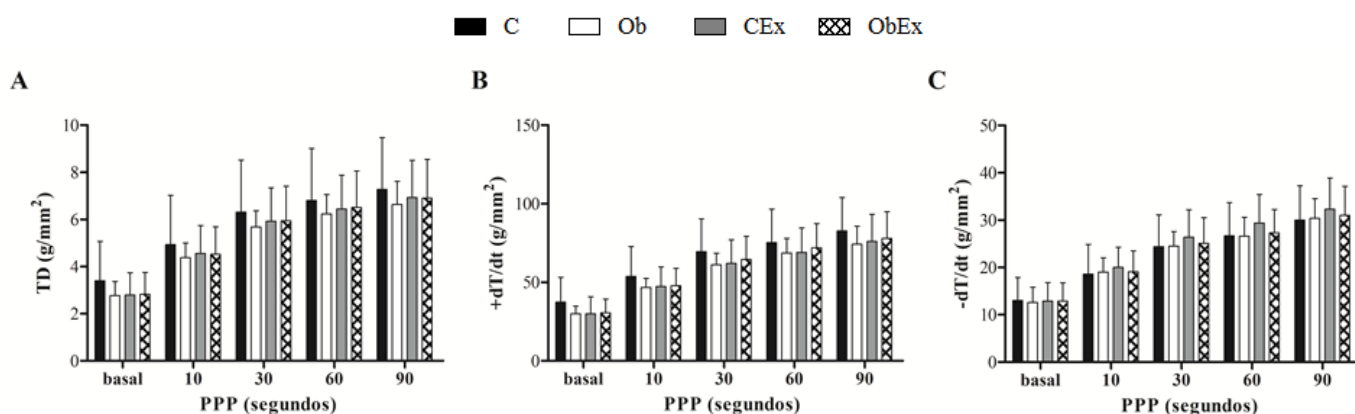 C Ob CEx ObEx
A
TD (g/mm²)
10
8
6
4
2
0
basal 10 30 60 90
PPP (segundos)
B
+dT/dt (g/mm²)
150
100
50
0
basal 10 30 60 90
PPP (segundos)
C
-dT/dt (g/mm²)
50
40
30
20
10
0
basal 10 30 60 90
PPP (segundos)